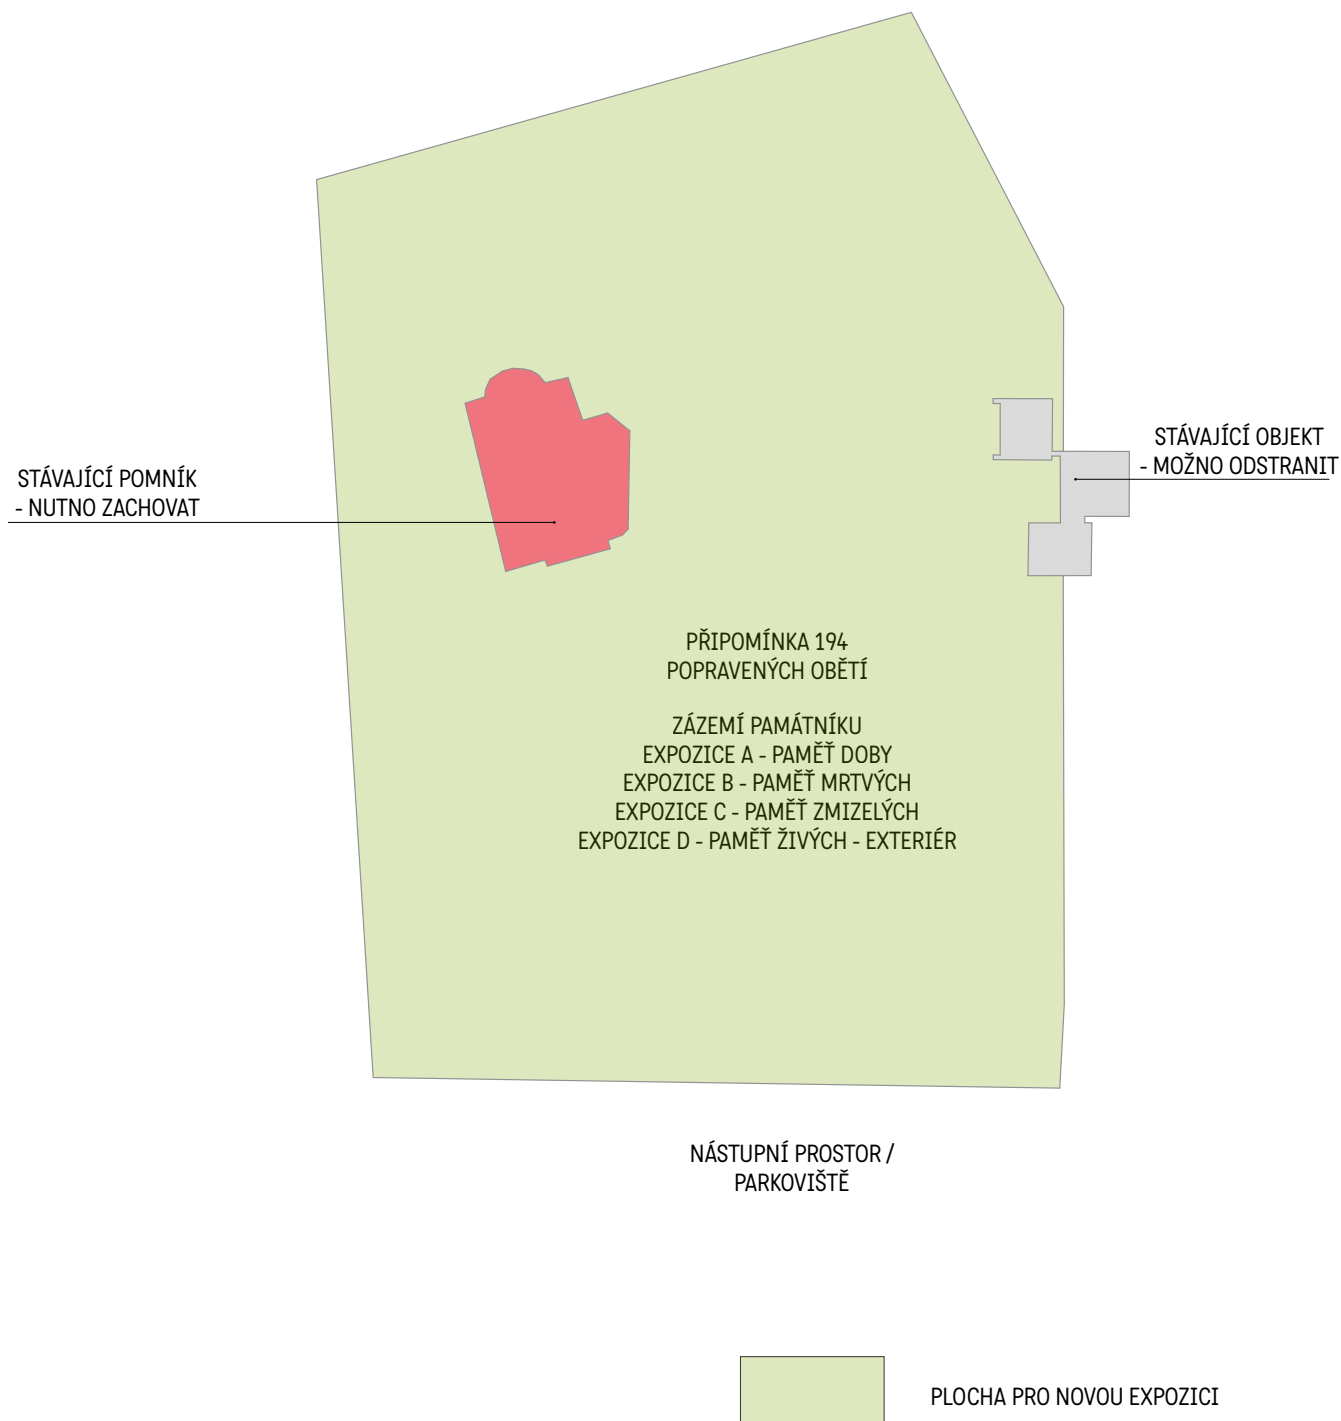 STÁVAJÍCÍ POMNÍK
- NUTNO ZACHOVAT
STÁVAJÍCÍ OBJEKT
- MOŽNO ODSTRANIT
PŘIPOMÍNKA 194
POPRAVENÝCH OBĚTÍ
ZÁZEMÍ PAMÁTNÍKU
EXPOZICE A - PAMĚŤ DOBY
EXPOZICE B - PAMĚŤ MRTVÝCH
EXPOZICE C - PAMĚŤ ZMIZELÝCH
EXPOZICE D - PAMĚŤ ŽIVÝCH - EXTERIÉR
NÁSTUPNÍ PROSTOR /
PARKOVIŠTĚ
PLOCHA PRO NOVOU EXPOZICI